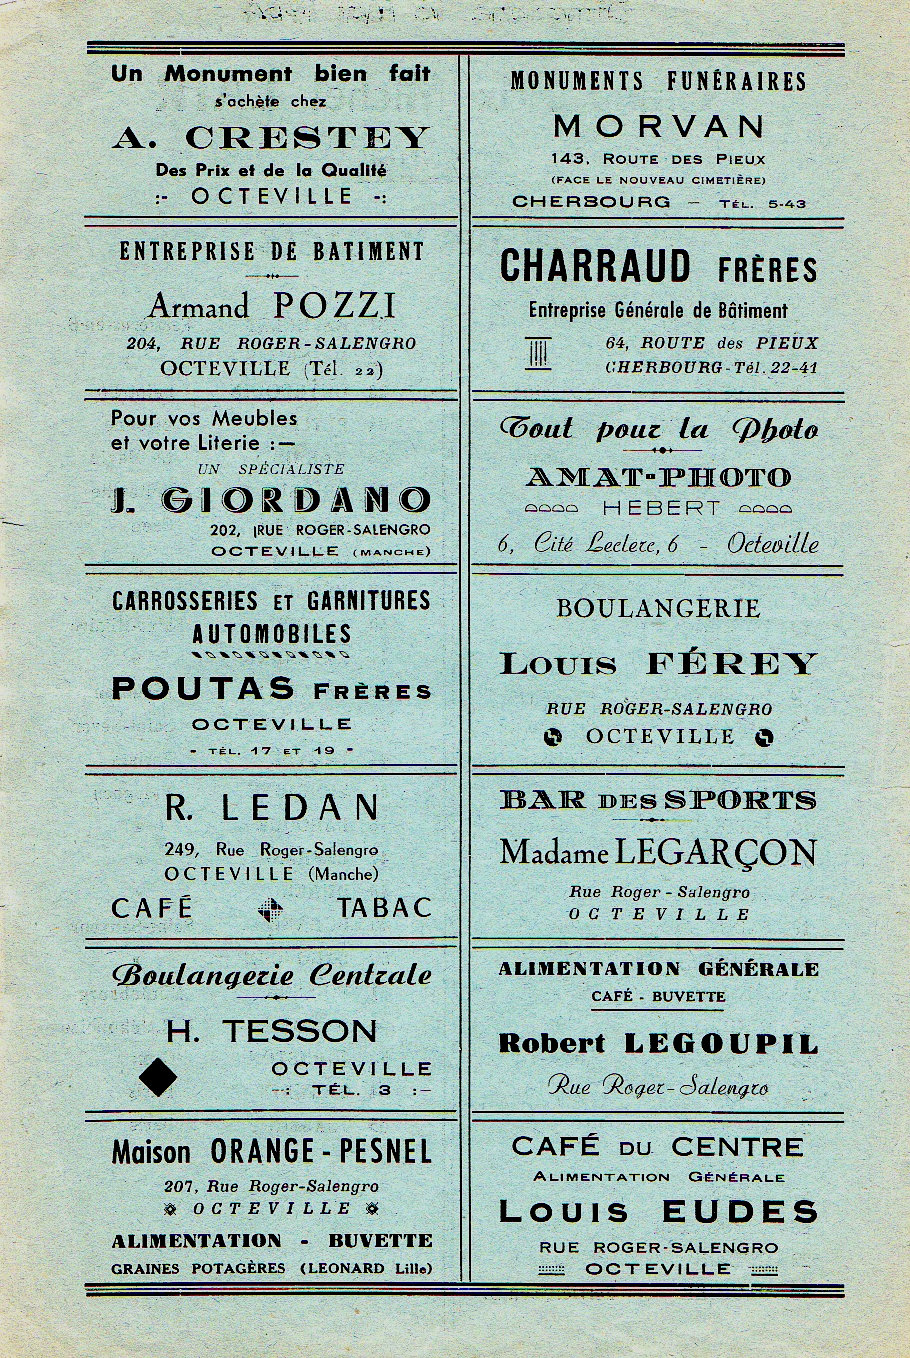 Un Monument bien fait
s'achète chez
A. CRESTEY
Des Prix et de la Qualité
:- OCTEVILLE -:
ENTREPRISE DE BATIMENT
Armand POZZI
204, RUE ROGER-SALENGRO
OCTEVILLE (Tél. 22)
Pour vos Meubles
et votre Literie :—
UN SPÉCIALISTE
J. GIORDANO
202, RUE ROGER-SALENGRO
OCTEVILLE (MANCHE)
CARROSSERIES ET GARNITURES
AUTOMOBILES
POUTAS FRÈRES
OCTEVILLE
- TÉL. 17 ET 19 -
R. LEDAN
249, Rue Roger-Salengro
OCTEVILLE (Manche)
CAFÉ TABAC
Boulangerie Centrale
H. TESSON
OCTEVILLE
-: TÉL. 3 :-
Maison ORANGE-PESNEL
207, Rue Roger-Salengro
OCTEVILLE
ALIMENTATION - BUVETTE
GRAINES POTAGÈRES (LEONARD Lille)
MONUMENTS FUNÉRAIRES
MORVAN
143, ROUTE DES PIEUX
(FACE LE NOUVEAU CIMETIÈRE)
CHERBOURG — TÉL. 5-43
CHARRAUD FRÈRES
Entreprise Générale de Bâtiment
64, ROUTE des PIEUX
CHERBOURG - Tél. 22-41
Tout pour la Photo
AMAT-PHOTO
HEBERT
6, Cité Leclerc, 6 - Octeville
BOULANGERIE
LOUIS FÉREY
RUE ROGER-SALENGRO
OCTEVILLE
BAR DES SPORTS
Madame LEGARÇON
Rue Roger-Salengro
OCTEVILLE
ALIMENTATION GÉNÉRALE
CAFÉ - BUVETTE
Robert LEGOUPIL
Rue Roger-Salengro
CAFÉ DU CENTRE
ALIMENTATION GÉNÉRALE
LOUIS EUDES
RUE ROGER-SALENGRO
OCTEVILLE